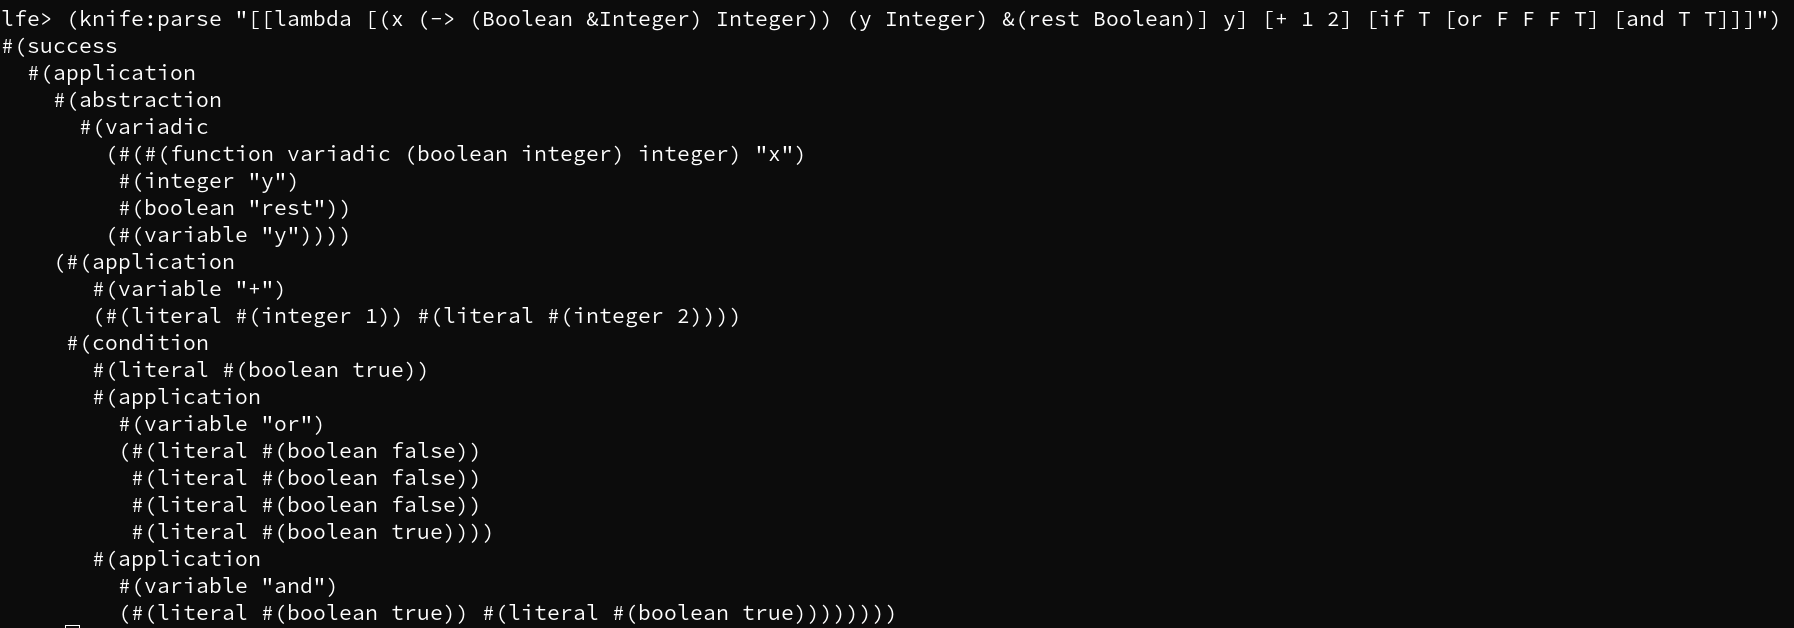 lfe> (knife:parse "[[lambda [(x (-> (Boolean &Integer) Integer)) (y Integer) &(rest Boolean)] y] [+ 1 2] [if T [or F F F T] [and T T]]]")
#(success
  #(application
    #(abstraction
      #(variadic
        (#(#(function variadic (boolean integer) integer) "x")
         #(integer "y")
         #(boolean "rest"))
        (#(variable "y"))))
    (#(application
       #(variable "+")
       (#(literal #(integer 1)) #(literal #(integer 2))))
     #(condition
       #(literal #(boolean true))
       #(application
         #(variable "or")
         (#(literal #(boolean false))
          #(literal #(boolean false))
          #(literal #(boolean false))
          #(literal #(boolean true))))
       #(application
         #(variable "and")
         (#(literal #(boolean true)) #(literal #(boolean true))))))))